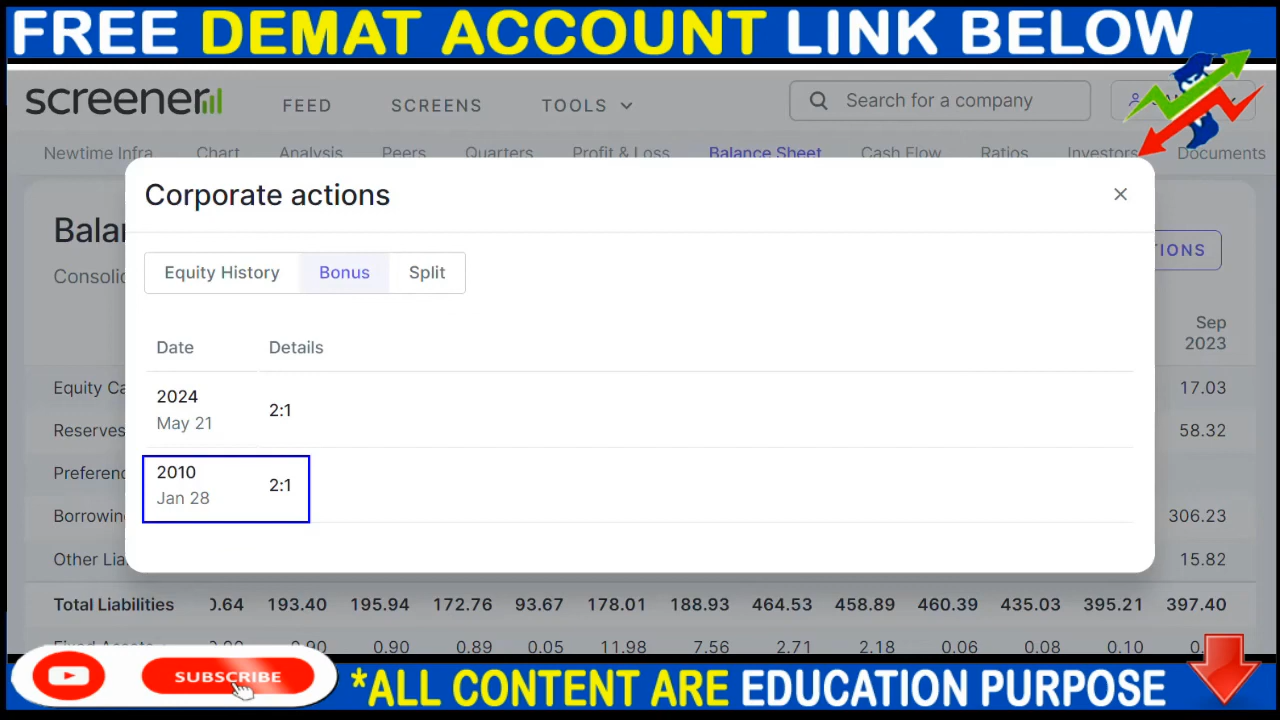 FREE DEMAT ACCOUNT LINK BELOW
screener FEED SCREENS TOOLS Search for a company
Newtime Infra Chart Analysis Peers Quarters Profit & Loss Balance Sheet Cash Flow Ratios Investors Documents
Corporate actions
Equity History Bonus Split
Date Details
Sep
2023
2024
May 21
2:1
17.03
58.32
2010
Jan 28
2:1
306.23
15.82
Total Liabilities 193.40 195.94 172.76 93.67 178.01 188.93 464.53 458.89 460.39 435.03 395.21 397.40
Fixed Assets 0.90 0.90 0.89 0.05 11.98 7.56 2.71 2.18 0.06 0.08 0.10
SUBSCRIBE
*ALL CONTENT ARE EDUCATION PURPOSE